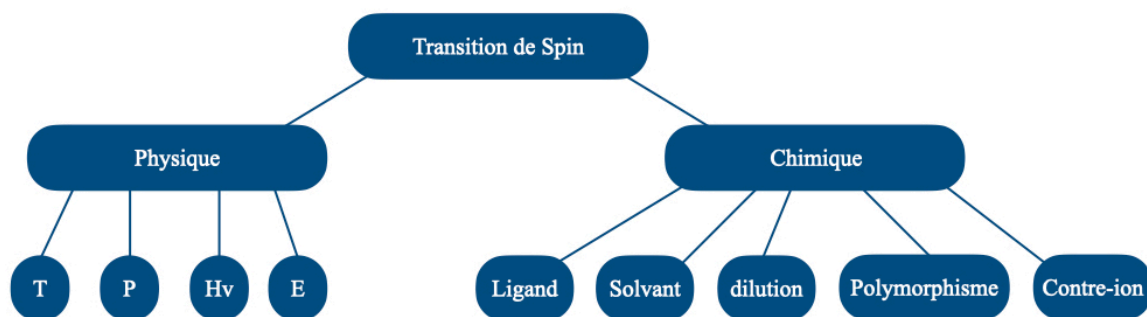 Transition de Spin
Physique
Chimique
T
P
Hv
E
Ligand
Solvant
dilution
Polymorphisme
Contre-ion